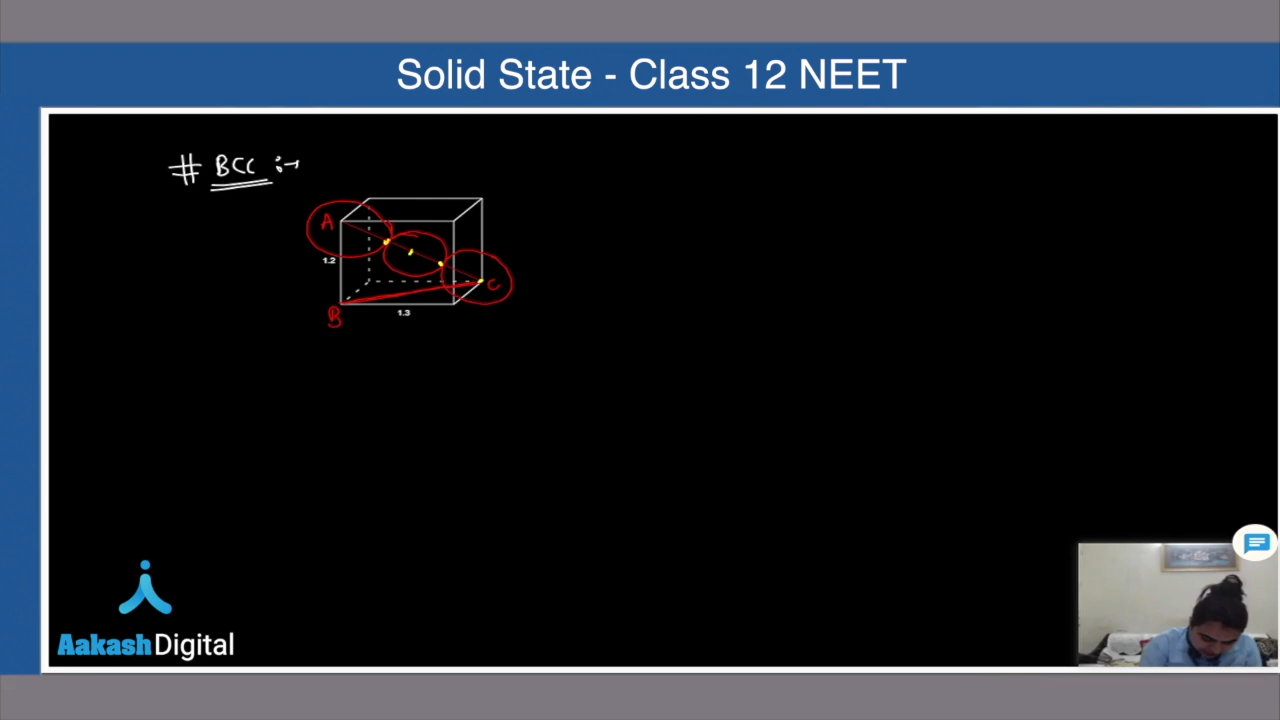 Solid State - Class 12 NEET
# BCC :→
A
1.2
C
1.3
B
Aakash Digital